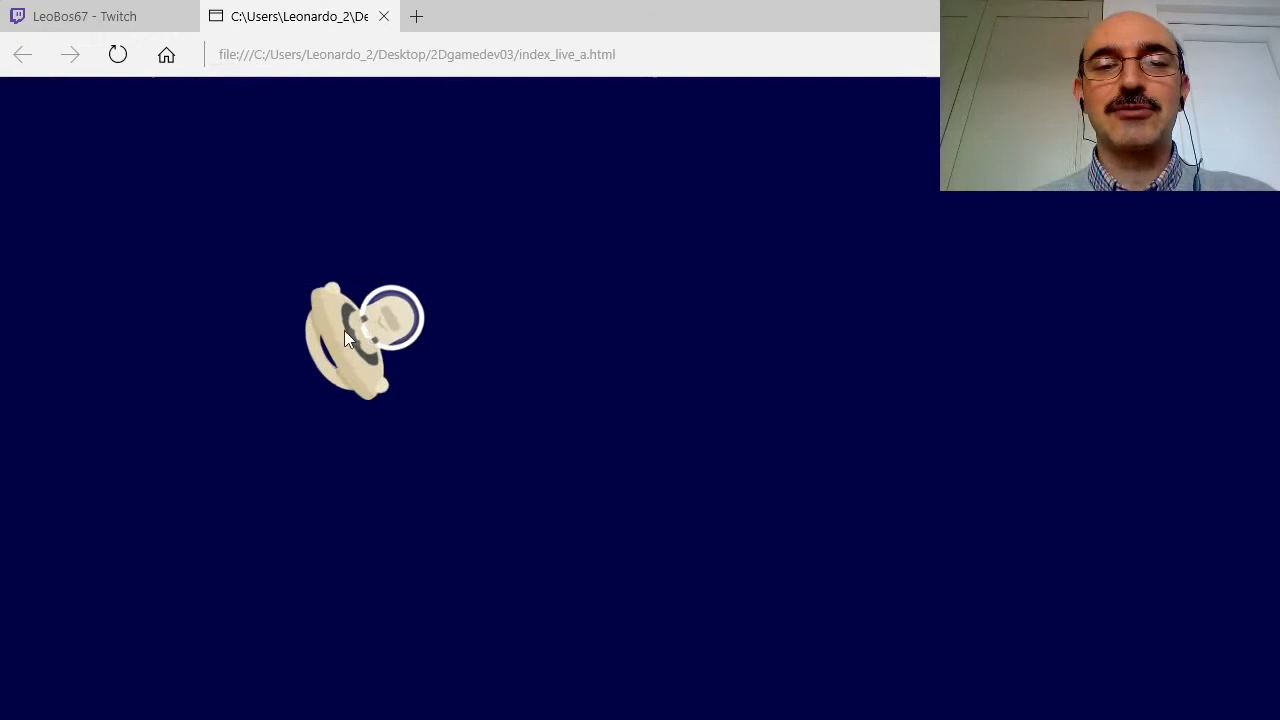 LeoBos67 - Twitch
C:\Users\Leonardo_2\De
file:///C:/Users/Leonardo_2/Desktop/2Dgamedev03/index_live_a.html